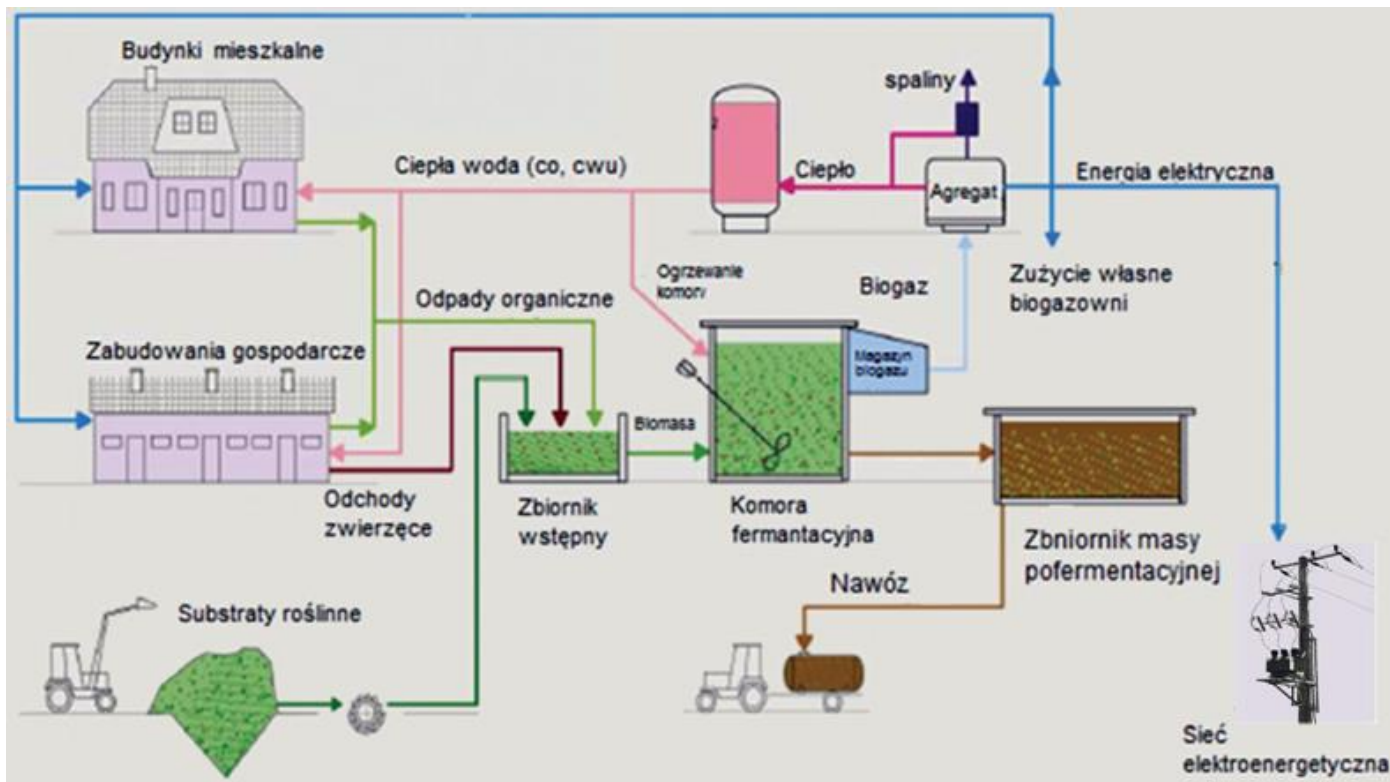 Budynki mieszkalne
spaliny
Ciepła woda (co, cwu)
Ciepło
Agregat
Energia elektryczna
Ogrzewanie
komory
Biogaz
Zużycie własne
biogazowni
Odpady organiczne
Zabudowania gospodarcze
Magazyn
biogazu
Biomasa
Odchody
zwierzęce
Zbiornik
wstępny
Komora
fermantacyjna
Zbniornik masy
pofermentacyjnej
Nawóz
Substraty roślinne
Sieć
elektroenergetyczna